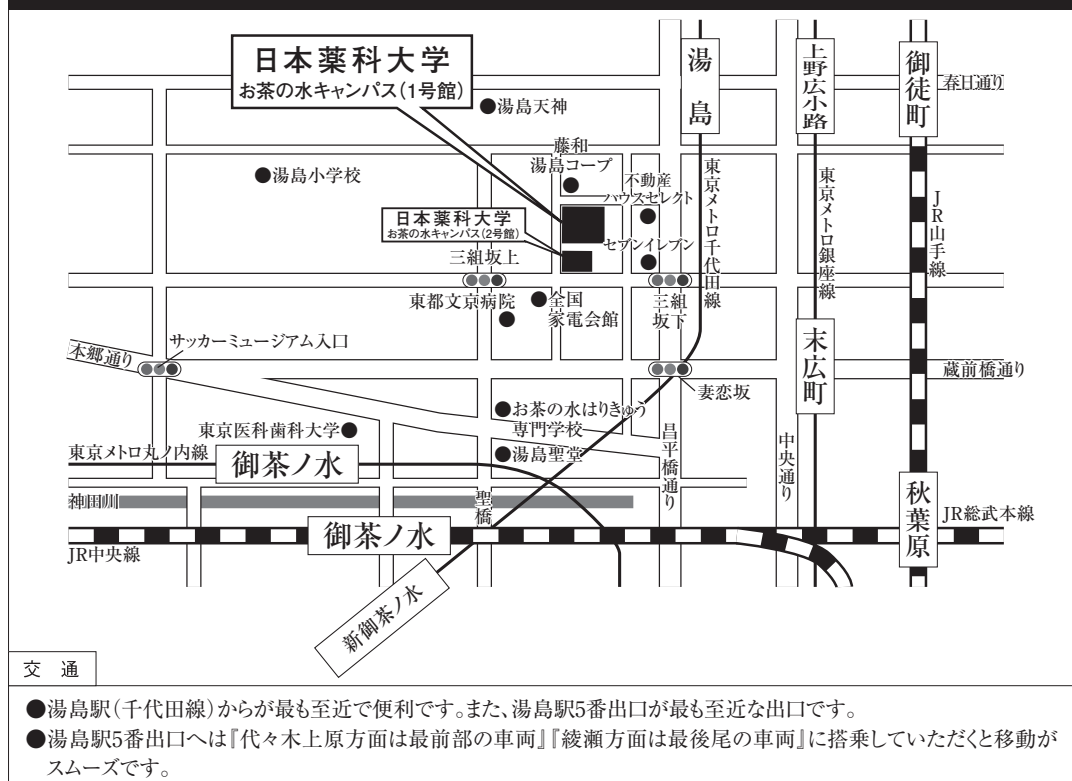 日本薬科大学
お茶の水キャンパス(1号館)
湯島
上野広小路
御徒町
春日通り
●湯島天神
藤和
湯島コープ
●湯島小学校
不動産
ハウスセレクト
東京メトロ千代田線
東京メトロ銀座線
JR山手線
日本薬科大学
お茶の水キャンパス(2号館)
セブンイレブン
三組坂上
東都文京病院
●全国
家電会館
三組
坂下
本郷通り
サッカーミュージアム入口
末広町
蔵前橋通り
妻恋坂
●お茶の水はりきゅう
専門学校
東京医科歯科大学●
●湯島聖堂
昌平橋通り
中央通り
東京メトロ丸ノ内線
御茶ノ水
神田川
聖橋
秋葉原
JR総武本線
御茶ノ水
JR中央線
新御茶ノ水
交 通
●湯島駅(千代田線)からが最も至近で便利です。また、湯島駅5番出口が最も至近な出口です。
●湯島駅5番出口へは『代々木上原方面は最前部の車両』『綾瀬方面は最後尾の車両』に搭乗していただくと移動が
スムーズです。